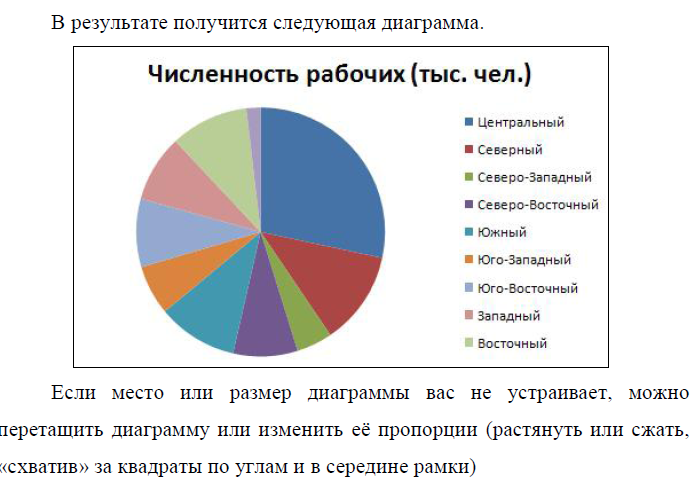 В результате получится следующая диаграмма.
Численность рабочих (тыс. чел.)
Центральный
Северный
Северо-Западный
Северо-Восточный
Южный
Юго-Западный
Юго-Восточный
Западный
Восточный
Если место или размер диаграммы вас не устраивает, можно
перетащить диаграмму или изменить её пропорции (растянуть или сжать,
«схватив» за квадраты по углам и в середине рамки)